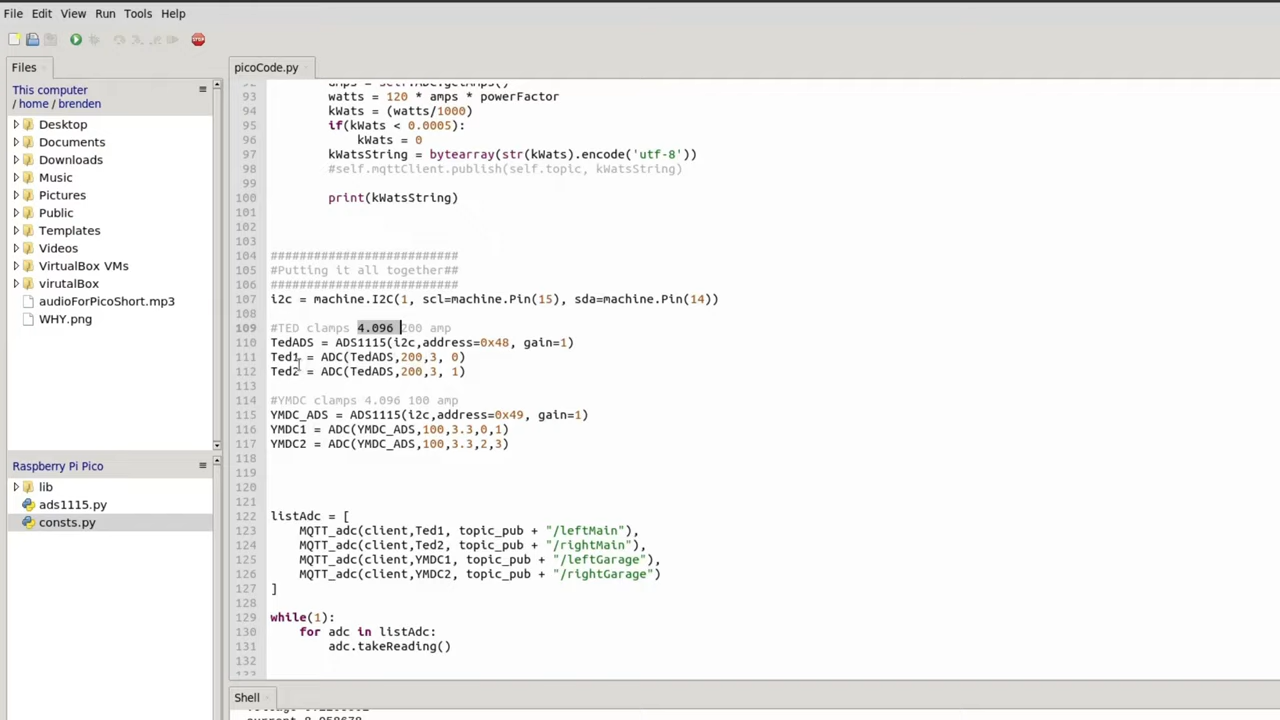 File Edit View Run Tools Help
Files
This computer
/ home / brenden
Desktop
Documents
Downloads
Music
Pictures
Public
Templates
Videos
VirtualBox VMs
virutalBox
audioForPicoShort.mp3
WHY.png
Raspberry Pi Pico
lib
ads1115.py
consts.py
picoCode.py
93 watts = 120 * amps * powerFactor
94 kWats = (watts/1000)
95 if(kWats < 0.0005):
96 kWats = 0
97 kWatsString = bytearray(str(kWats).encode('utf-8'))
98 #self.mqttClient.publish(self.topic, kWatsString)
99
100 print(kWatsString)
101
102
103
104 ##########################
105 #Putting it all together##
106 ##########################
107 i2c = machine.I2C(1, scl=machine.Pin(15), sda=machine.Pin(14))
108
109 #TED clamps 4.096 200 amp
110 TedADS = ADS1115(i2c,address=0x48, gain=1)
111 Ted1 = ADC(TedADS,200,3, 0)
112 Ted2 = ADC(TedADS,200,3, 1)
113
114 #YMDC clamps 4.096 100 amp
115 YMDC_ADS = ADS1115(i2c,address=0x49, gain=1)
116 YMDC1 = ADC(YMDC_ADS,100,3.3,0,1)
117 YMDC2 = ADC(YMDC_ADS,100,3.3,2,3)
118
119
120
121
122 listAdc = [
123 MQTT_adc(client,Ted1, topic_pub + "/leftMain"),
124 MQTT_adc(client,Ted2, topic_pub + "/rightMain"),
125 MQTT_adc(client,YMDC1, topic_pub + "/leftGarage"),
126 MQTT_adc(client,YMDC2, topic_pub + "/rightGarage")
127 ]
128
129 while(1):
130 for adc in listAdc:
131 adc.takeReading()
132
Shell